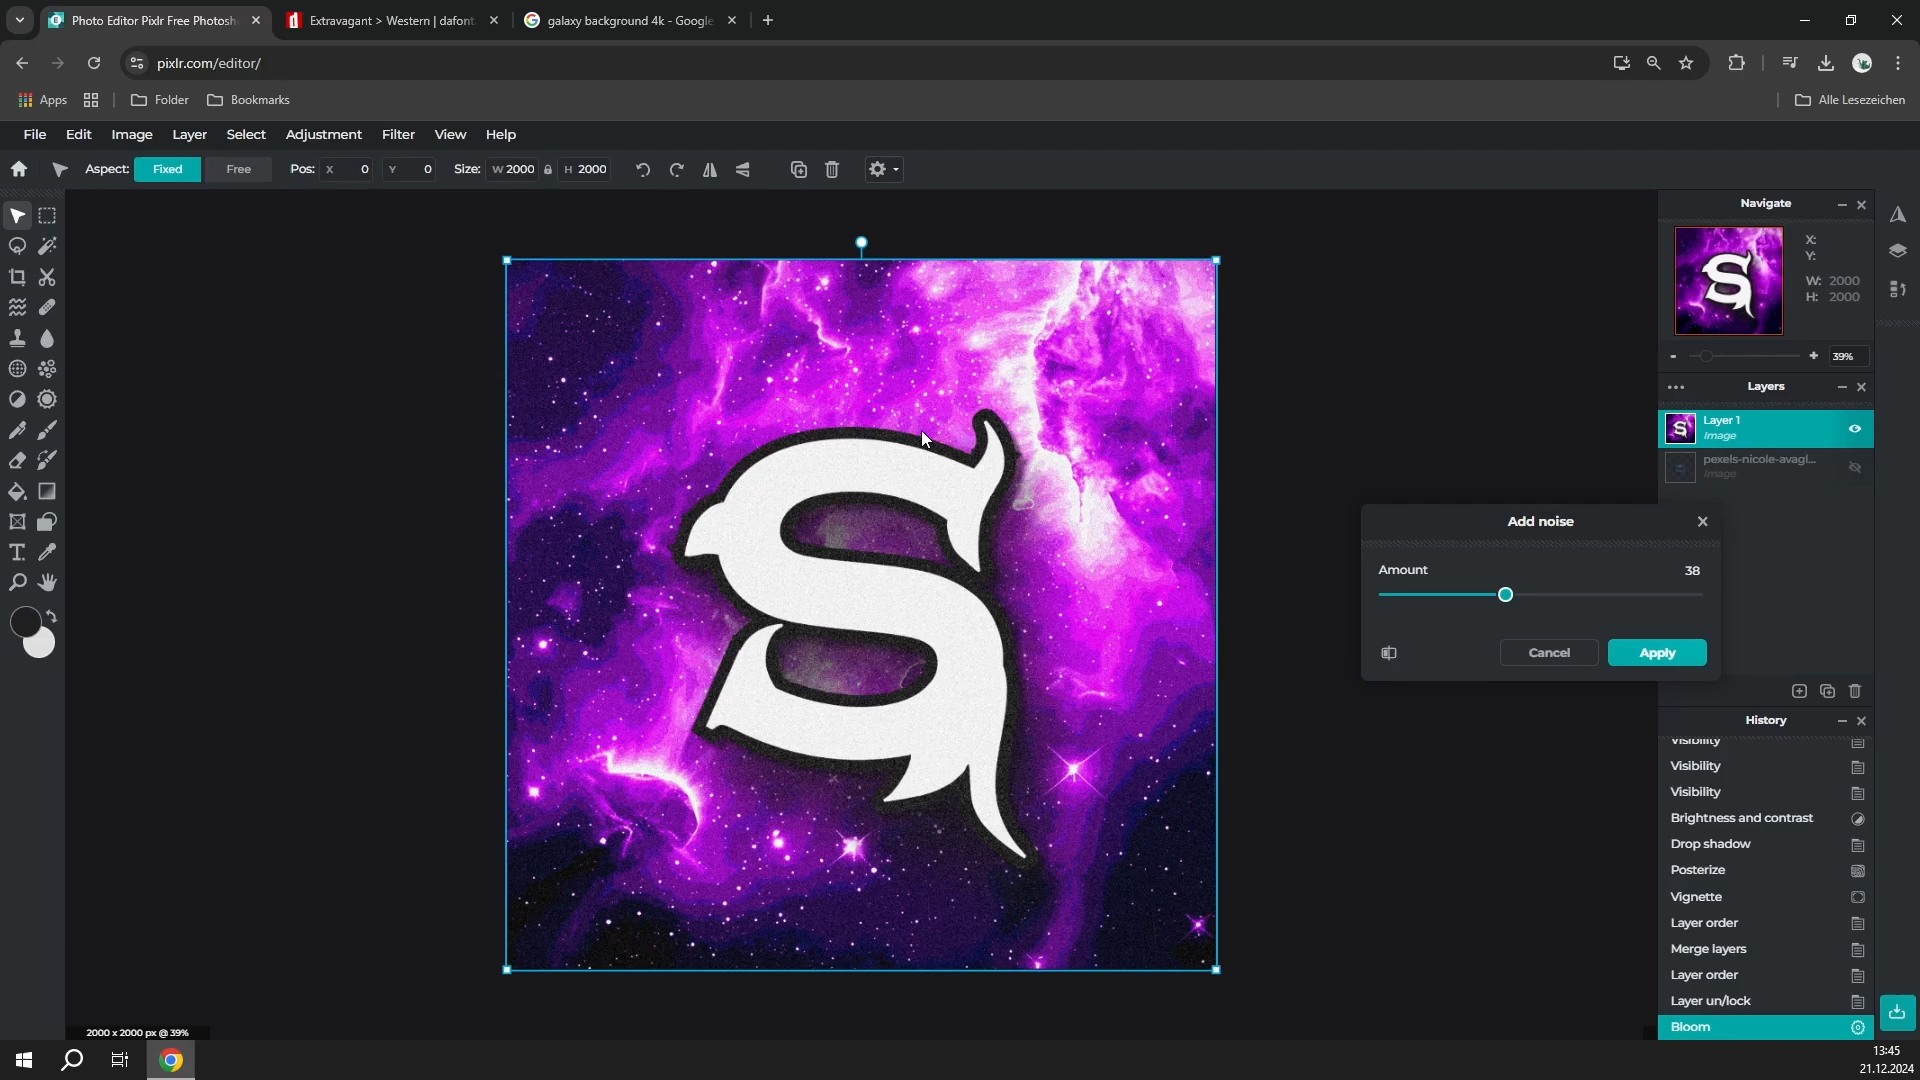 Photo Editor Pixlr Free Photosh
Extravagant > Western | dafont
galaxy background 4k - Google
pixlr.com/editor/
Apps
Folder
Bookmarks
Alle Lesezeichen
File Edit Image Layer Select Adjustment Filter View Help
Aspect: Fixed Free Pos: X 0 Y 0 Size: W 2000 H 2000
Navigate
X:
Y:
W: 2000
H: 2000
39%
Layers
Layer 1
Image
pexels-nicole-avagl...
Image
S
Add noise
Amount 38
Cancel Apply
History
Visibility
Visibility
Visibility
Brightness and contrast
Drop shadow
Posterize
Vignette
Layer order
Merge layers
Layer order
Layer un/lock
Bloom
2000 x 2000 px @ 39%
13:45
21.12.2024